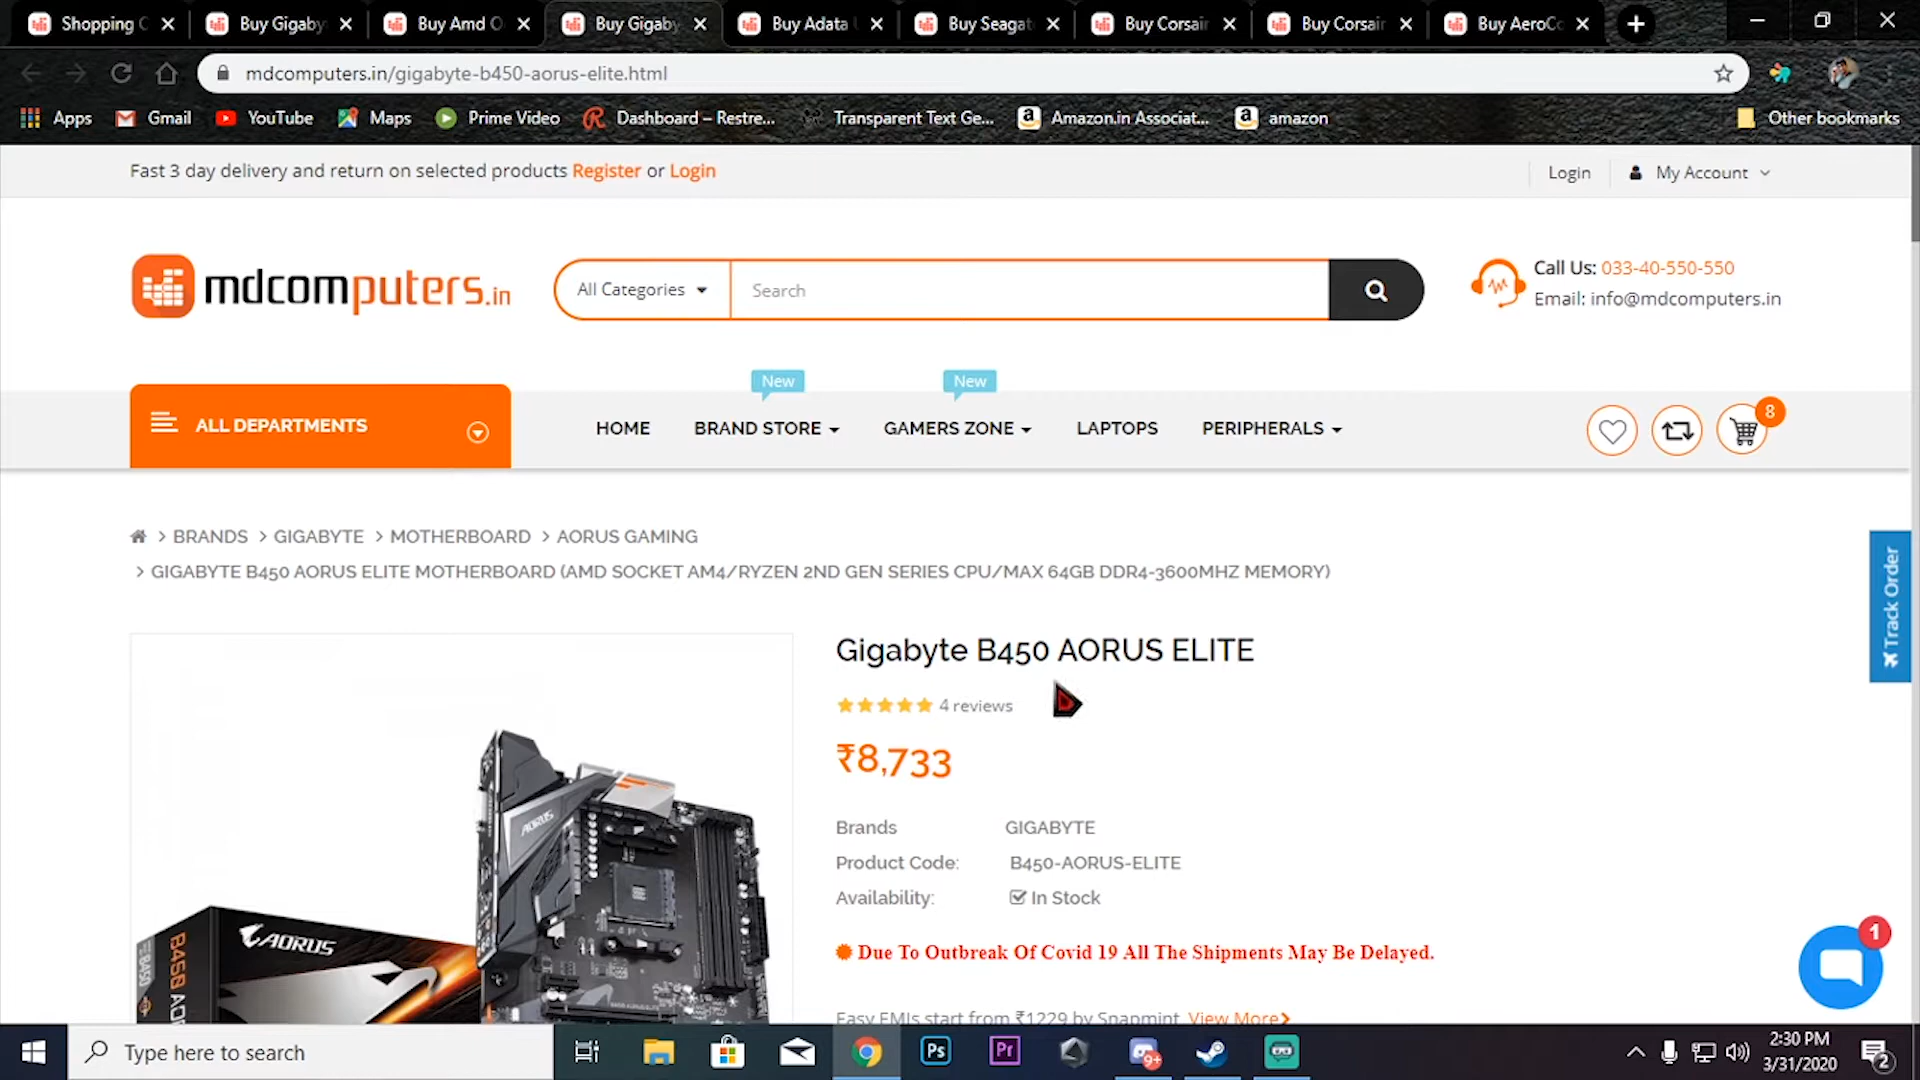 Shopping C
Buy Gigaby
Buy Amd O
Buy Gigaby
Buy Adata
Buy Seagat
Buy Corsair
Buy Corsair
Buy AeroCo
mdcomputers.in/gigabyte-b450-aorus-elite.html
Apps
Gmail
YouTube
Maps
Prime Video
Dashboard – Restre...
Transparent Text Ge...
Amazon.in Associat...
amazon
Other bookmarks
Fast 3 day delivery and return on selected products Register or Login
Login
My Account
mdcomputers.in
All Categories
Search
Call Us: 033-40-550-550
Email: info@mdcomputers.in
New
New
ALL DEPARTMENTS
HOME
BRAND STORE
GAMERS ZONE
LAPTOPS
PERIPHERALS
8
> BRANDS > GIGABYTE > MOTHERBOARD > AORUS GAMING
> GIGABYTE B450 AORUS ELITE MOTHERBOARD (AMD SOCKET AM4/RYZEN 2ND GEN SERIES CPU/MAX 64GB DDR4-3600MHZ MEMORY)
Track Order
Gigabyte B450 AORUS ELITE
4 reviews
₹8,733
Brands GIGABYTE
Product Code: B450-AORUS-ELITE
Availability: In Stock
Due To Outbreak Of Covid 19 All The Shipments May Be Delayed.
Easy EMIs start from ₹1229 by Snapmint View More
AORUS
AORUS
1
Type here to search
Ps
Pr
9+
2:30 PM
3/31/2020
2